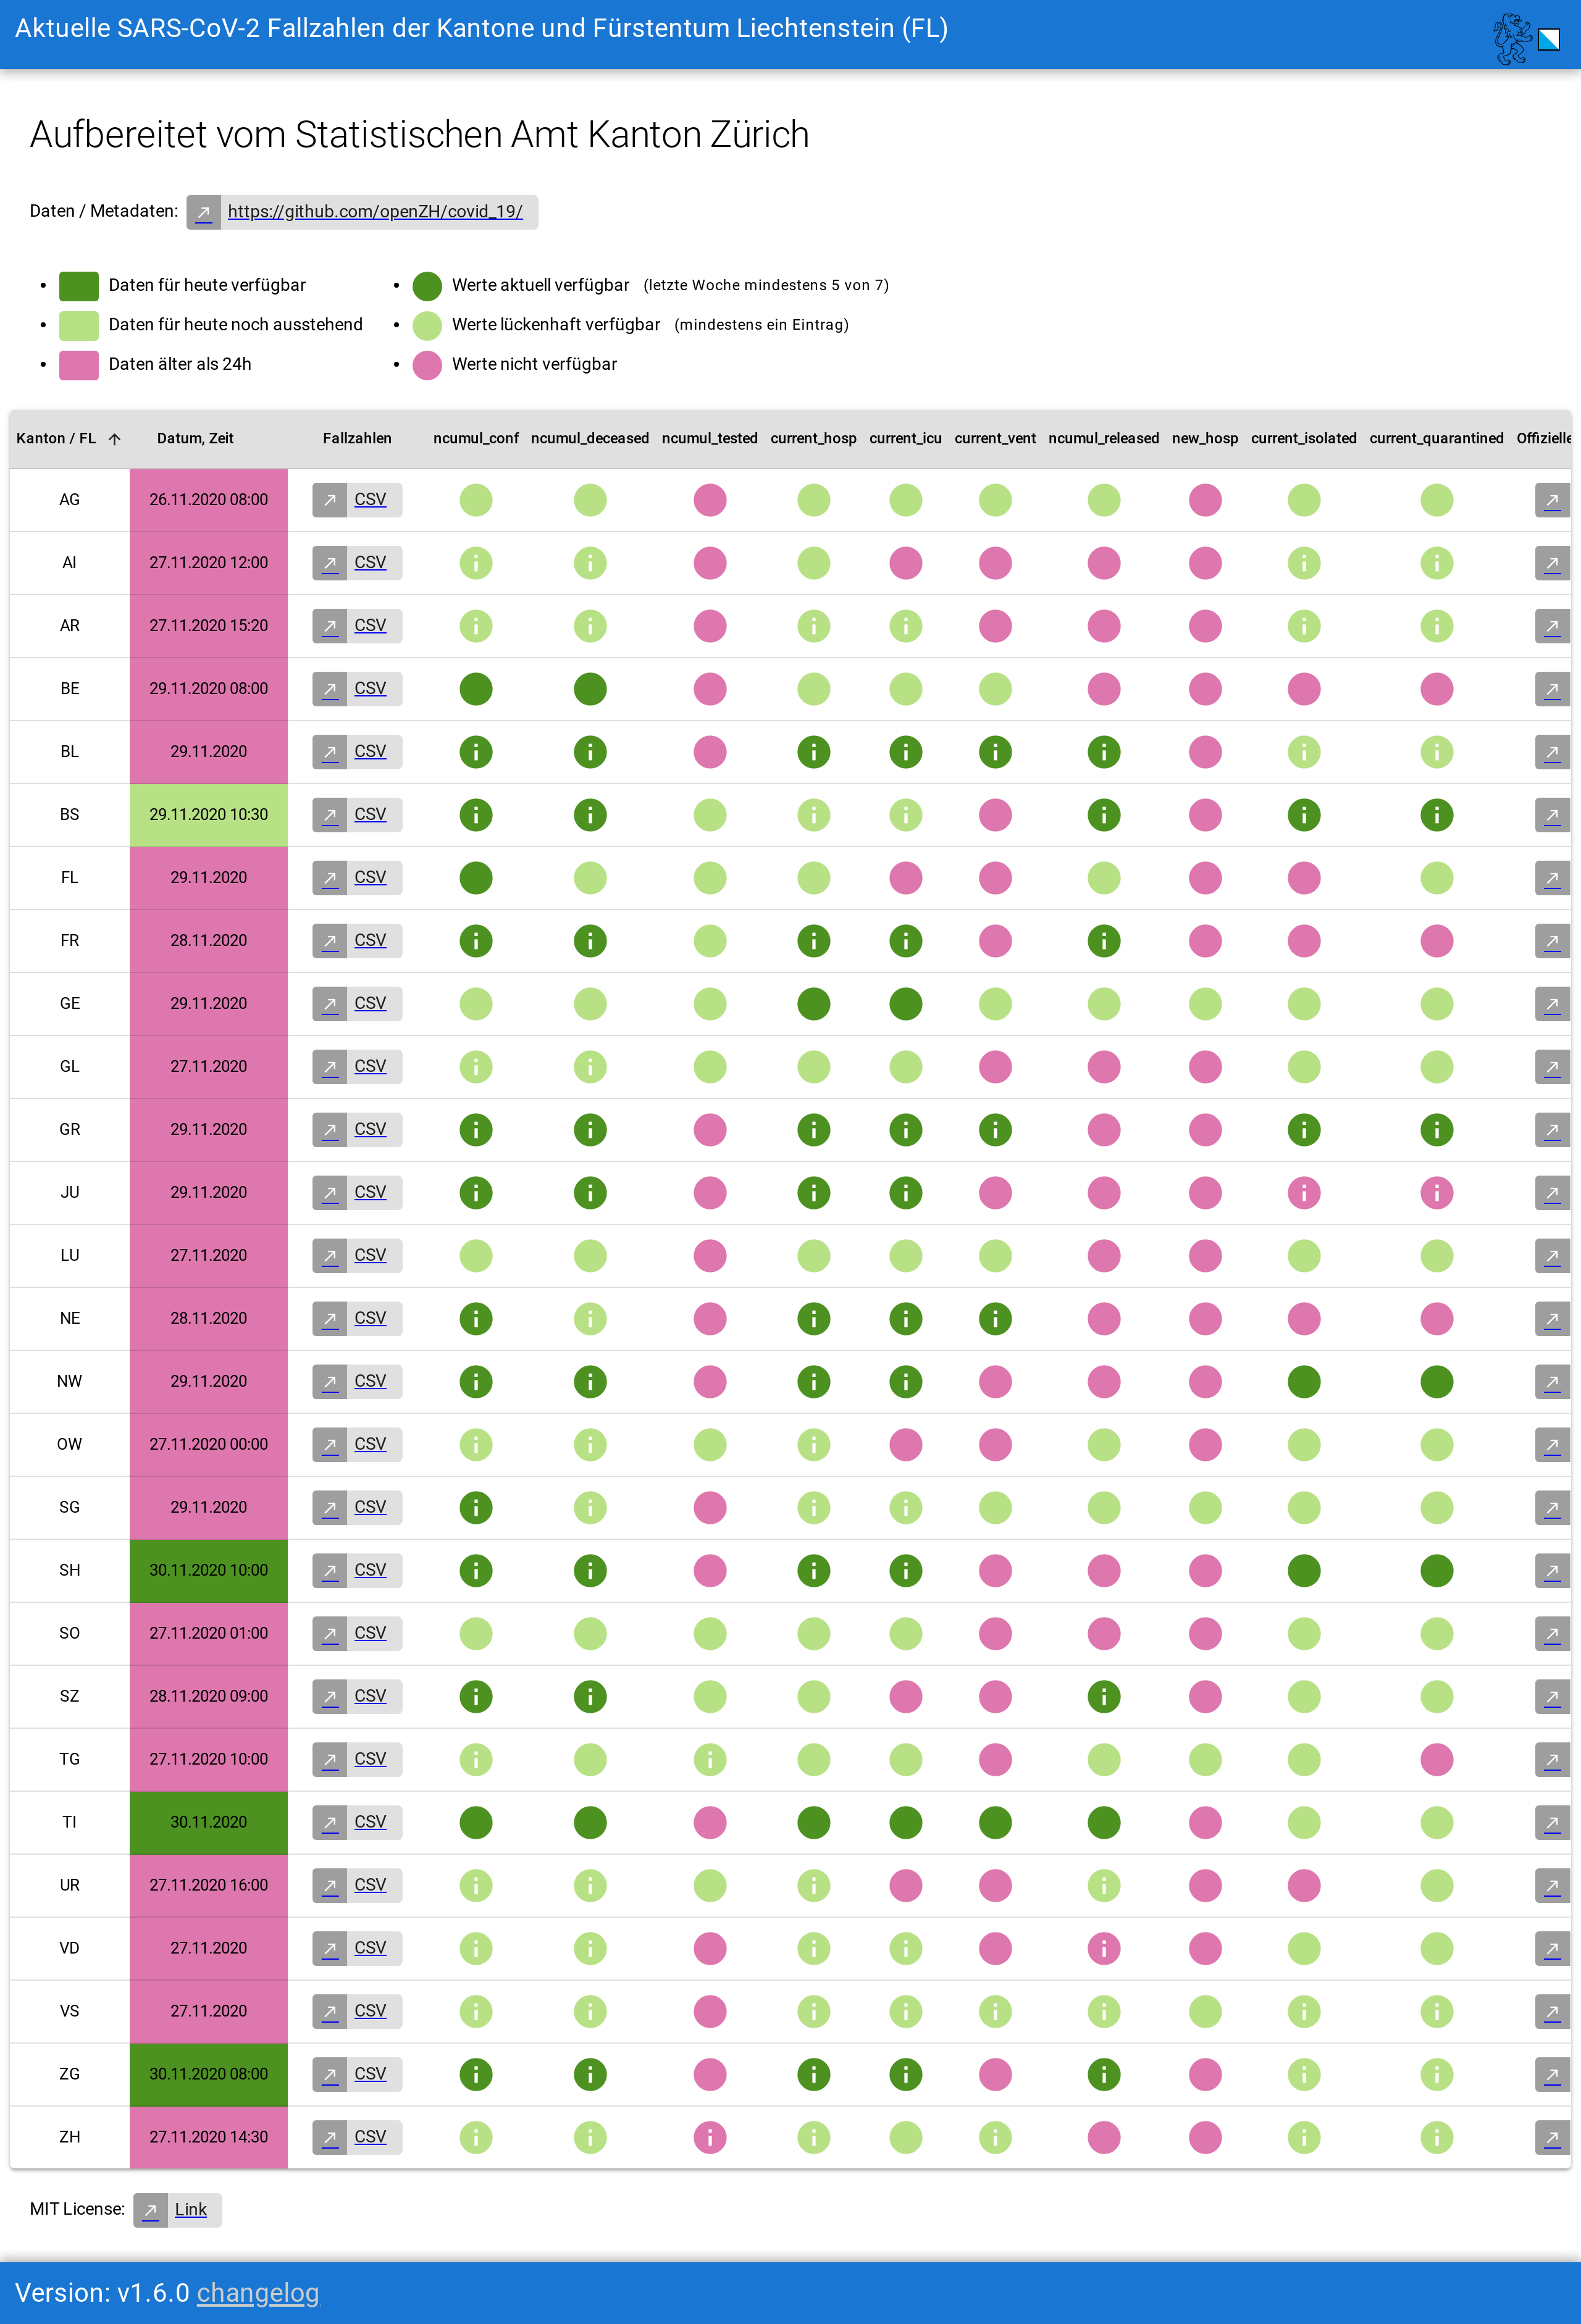 Aktuelle SARS-CoV-2 Fallzahlen der Kantone und Fürstentum Liechtenstein (FL)
Aufbereitet vom Statistischen Amt Kanton Zürich
Daten / Metadaten: https://github.com/openZH/covid_19/
Daten für heute verfügbar
Daten für heute noch ausstehend
Daten älter als 24h
Werte aktuell verfügbar (letzte Woche mindestens 5 von 7)
Werte lückenhaft verfügbar (mindestens ein Eintrag)
Werte nicht verfügbar
Kanton / FL Datum, Zeit Fallzahlen ncumul_conf ncumul_deceased ncumul_tested current_hosp current_icu current_vent ncumul_released new_hosp current_isolated current_quarantined Offizielle
AG 26.11.2020 08:00 CSV
AI 27.11.2020 12:00 CSV
AR 27.11.2020 15:20 CSV
BE 29.11.2020 08:00 CSV
BL 29.11.2020 CSV
BS 29.11.2020 10:30 CSV
FL 29.11.2020 CSV
FR 28.11.2020 CSV
GE 29.11.2020 CSV
GL 27.11.2020 CSV
GR 29.11.2020 CSV
JU 29.11.2020 CSV
LU 27.11.2020 CSV
NE 28.11.2020 CSV
NW 29.11.2020 CSV
OW 27.11.2020 00:00 CSV
SG 29.11.2020 CSV
SH 30.11.2020 10:00 CSV
SO 27.11.2020 01:00 CSV
SZ 28.11.2020 09:00 CSV
TG 27.11.2020 10:00 CSV
TI 30.11.2020 CSV
UR 27.11.2020 16:00 CSV
VD 27.11.2020 CSV
VS 27.11.2020 CSV
ZG 30.11.2020 08:00 CSV
ZH 27.11.2020 14:30 CSV
MIT License: Link
Version: v1.6.0 changelog